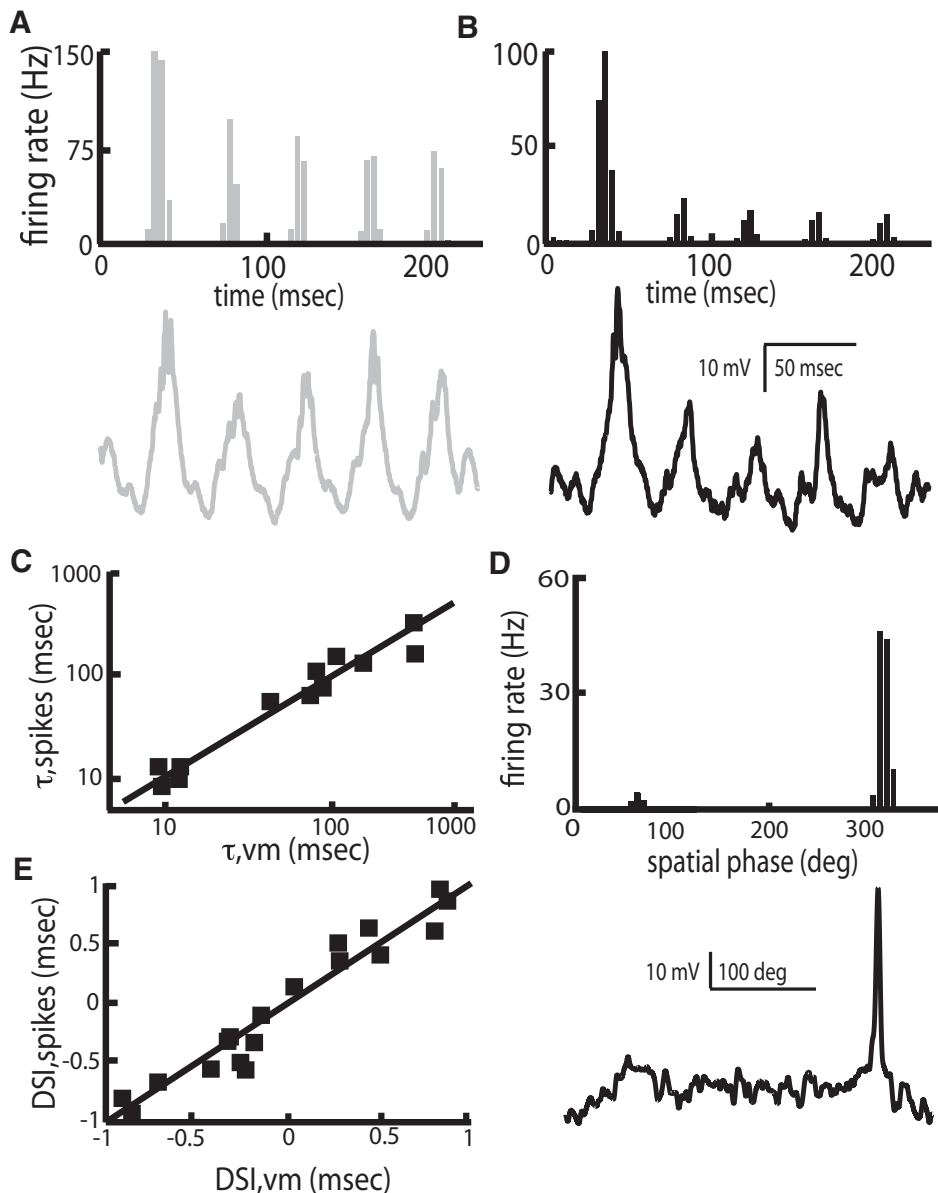 A
firing rate (Hz)
150
75
0
0
100
200
time (msec)
B
100
50
0
0
100
200
time (msec)
10 mV
50 msec
C
τ,spikes (msec)
1000
100
10
10
100
1000
τ,vm (msec)
D
firing rate (Hz)
60
30
0
0
100
200
300
spatial phase (deg)
10 mV
100 deg
E
DSI,spikes (msec)
1
0.5
0
-0.5
-1
-1
-0.5
0
0.5
1
DSI,vm (msec)